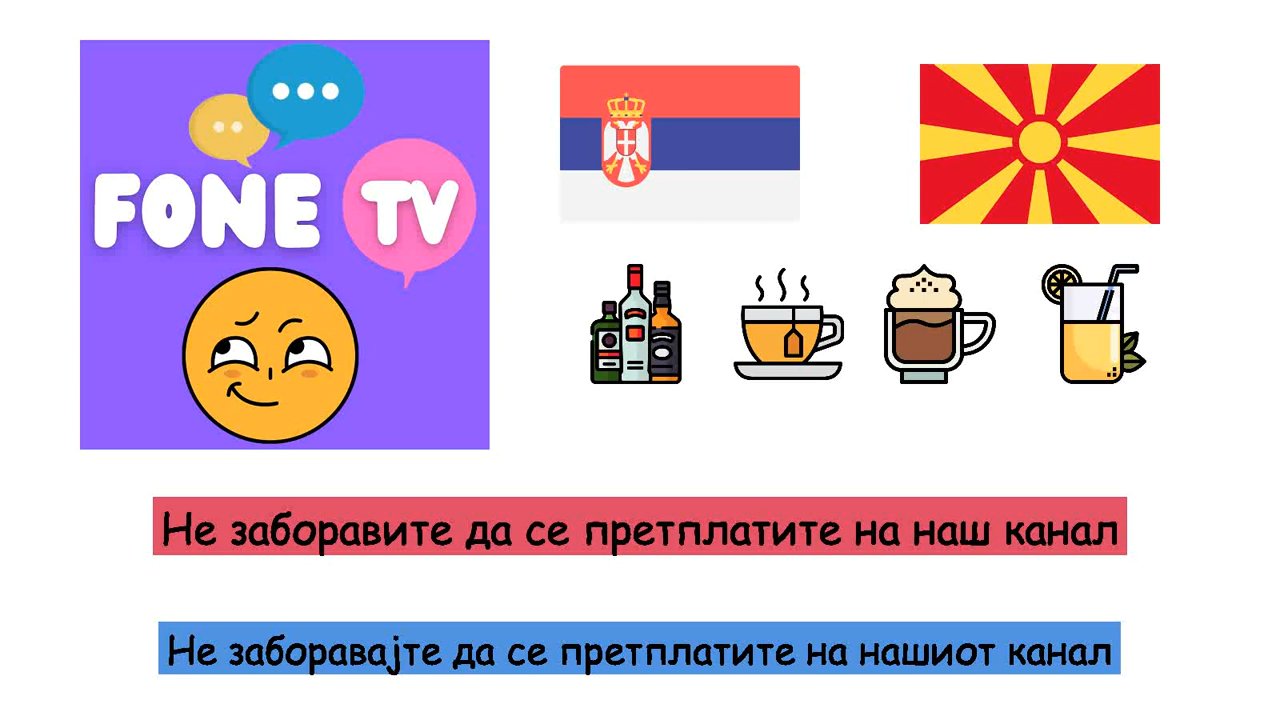 FONE TV
Не заборавите да се претплатите на наш канал
Не заборавајте да се претплатите на нашиот канал